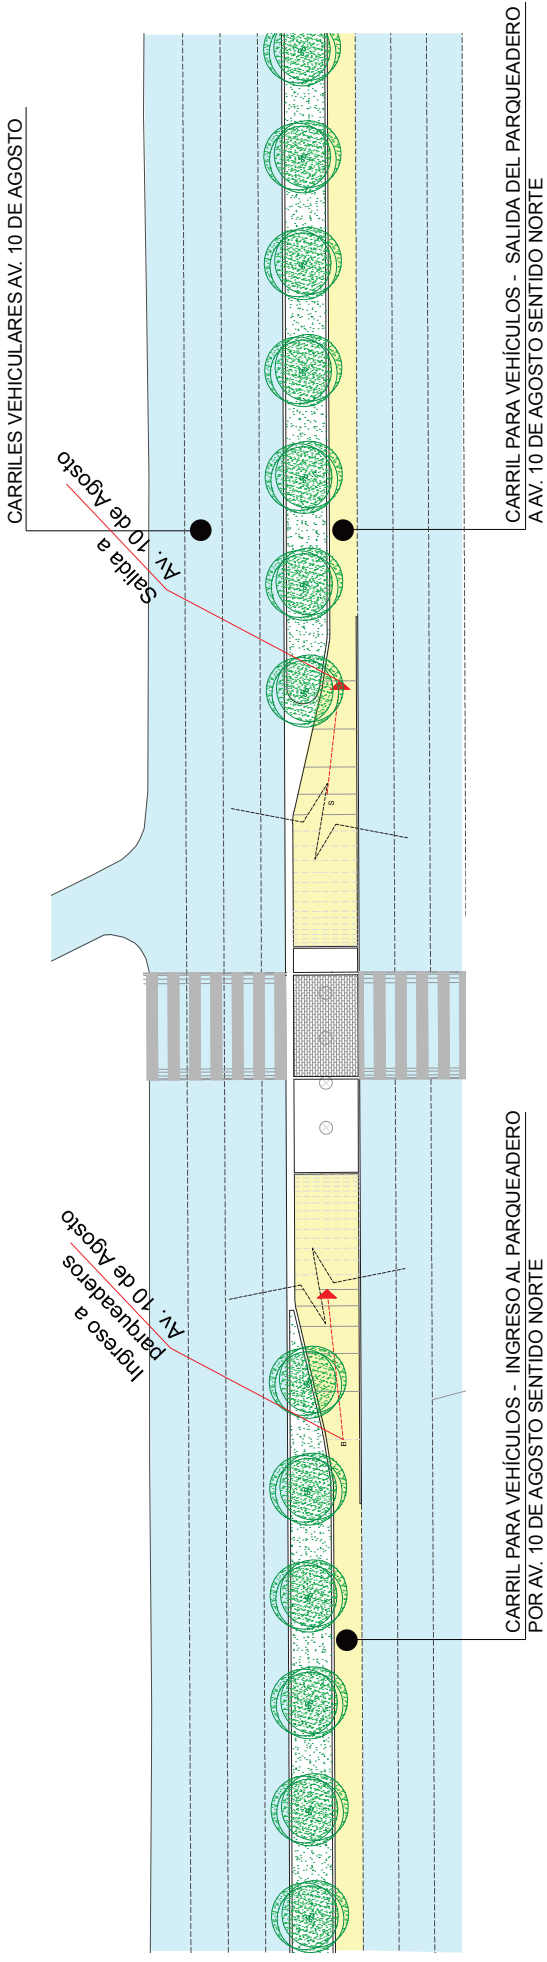 CARRILES VEHICULARES AV. 10 DE AGOSTO
CARRIL PARA VEHÍCULOS - SALIDA DEL PARQUEADERO
A AV. 10 DE AGOSTO SENTIDO NORTE
Salida a
Av. 10 de Agosto
S
Ingreso a
parqueaderos
Av. 10 de Agosto
B
CARRIL PARA VEHÍCULOS - INGRESO AL PARQUEADERO
POR AV. 10 DE AGOSTO SENTIDO NORTE